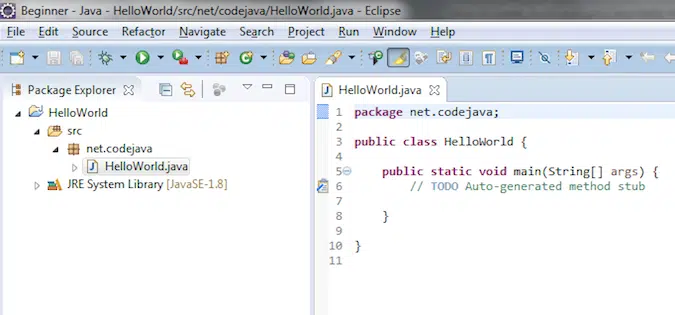 Beginner - Java - HelloWorld/src/net/codejava/HelloWorld.java - Eclipse
File Edit Source Refactor Navigate Search Project Run Window Help
Package Explorer
HelloWorld
src
net.codejava
HelloWorld.java
JRE System Library [JavaSE-1.8]
HelloWorld.java
1 package net.codejava;
2
3 public class HelloWorld {
4
5 public static void main(String[] args) {
6 // TODO Auto-generated method stub
7
8 }
9
10 }
11